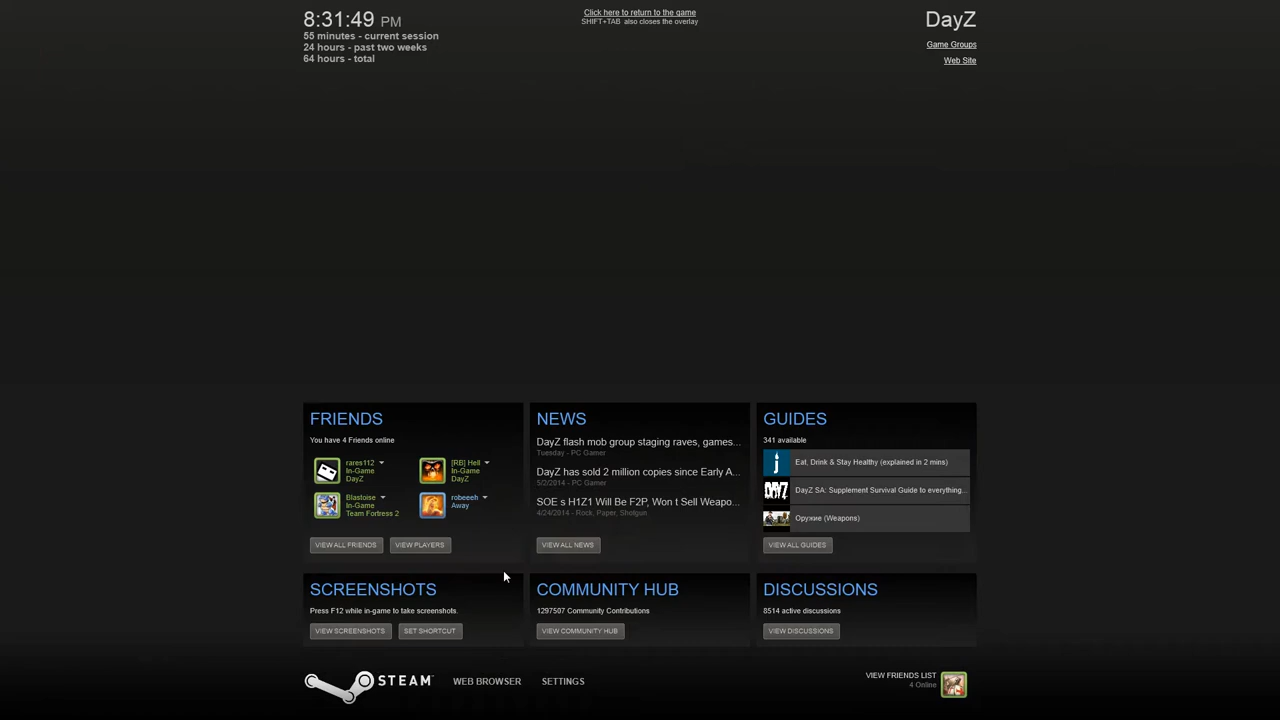 8:31:49 PM
55 minutes - current session
24 hours - past two weeks
64 hours - total
Click here to return to the game
SHIFT+TAB also closes the overlay
DayZ
Game Groups
Web Site
FRIENDS
You have 4 Friends online
rares112
In-Game
DayZ
[RB] Hell
In-Game
DayZ
Blastoise
In-Game
Team Fortress 2
robeeeh
Away
VIEW ALL FRIENDS
VIEW PLAYERS
NEWS
DayZ flash mob group staging raves, games...
Tuesday - PC Gamer
DayZ has sold 2 million copies since Early A...
5/2/2014 - PC Gamer
SOE s H1Z1 Will Be F2P, Won t Sell Weapo...
4/24/2014 - Rock, Paper, Shotgun
VIEW ALL NEWS
GUIDES
341 available
Eat, Drink & Stay Healthy (explained in 2 mins)
DAYZ
DayZ SA: Supplement Survival Guide to everything...
Оружие (Weapons)
VIEW ALL GUIDES
SCREENSHOTS
Press F12 while in-game to take screenshots.
VIEW SCREENSHOTS
SET SHORTCUT
COMMUNITY HUB
1297507 Community Contributions
VIEW COMMUNITY HUB
DISCUSSIONS
8514 active discussions
VIEW DISCUSSIONS
STEAM
WEB BROWSER
SETTINGS
VIEW FRIENDS LIST
4 Online